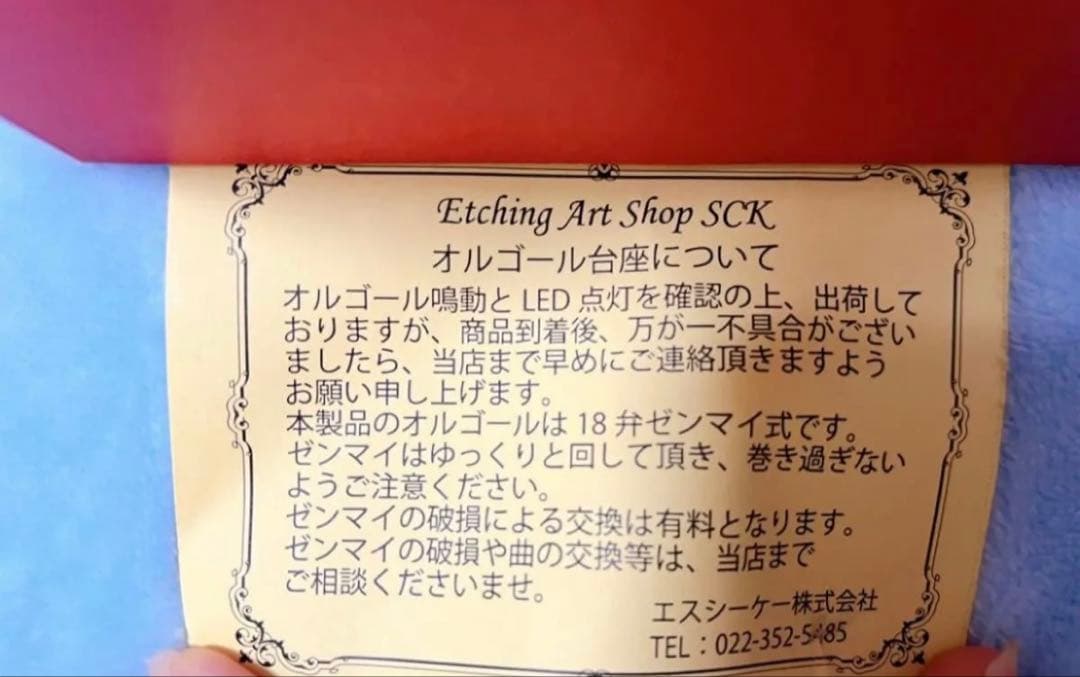 Etching Art Shop SCK
オルゴール台座について
オルゴール鳴動と LED 点灯を確認の上、出荷して
おりますが、商品到着後、万が一不具合がござい
ましたら、当店まで早めにご連絡頂きますよう
お願い申し上げます。
本製品のオルゴールは 18 弁ゼンマイ式です。
ゼンマイはゆっくりと回して頂き、巻き過ぎない
ようご注意ください。
ゼンマイの破損による交換は有料となります。
ゼンマイの破損や曲の交換等は、当店まで
ご相談くださいませ。
エスシーケー株式会社
TEL：